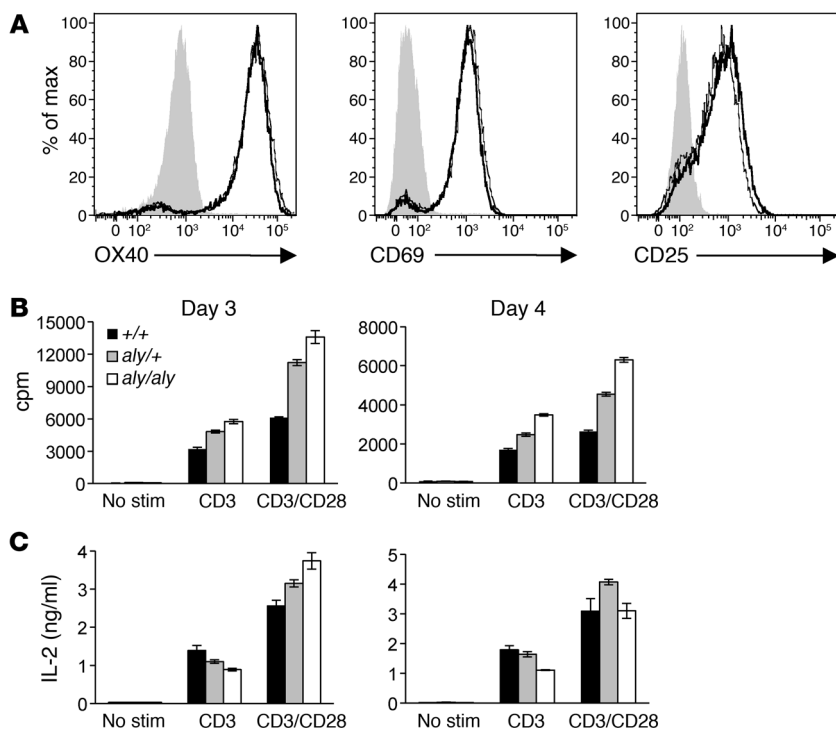 A
% of max
100
80
60
40
20
0
0 10² 10³ 10⁴ 10⁵
OX40
100
80
60
40
20
0
0 10² 10³ 10⁴ 10⁵
CD69
100
80
60
40
20
0
0 10² 10³ 10⁴ 10⁵
CD25
B
Day 3
cpm
15000
12000
9000
6000
3000
0
+/+
aly/+
aly/aly
No stim CD3 CD3/CD28
Day 4
8000
6000
4000
2000
0
No stim CD3 CD3/CD28
C
IL-2 (ng/ml)
4
3
2
1
0
No stim CD3 CD3/CD28
5
4
3
2
1
0
No stim CD3 CD3/CD28